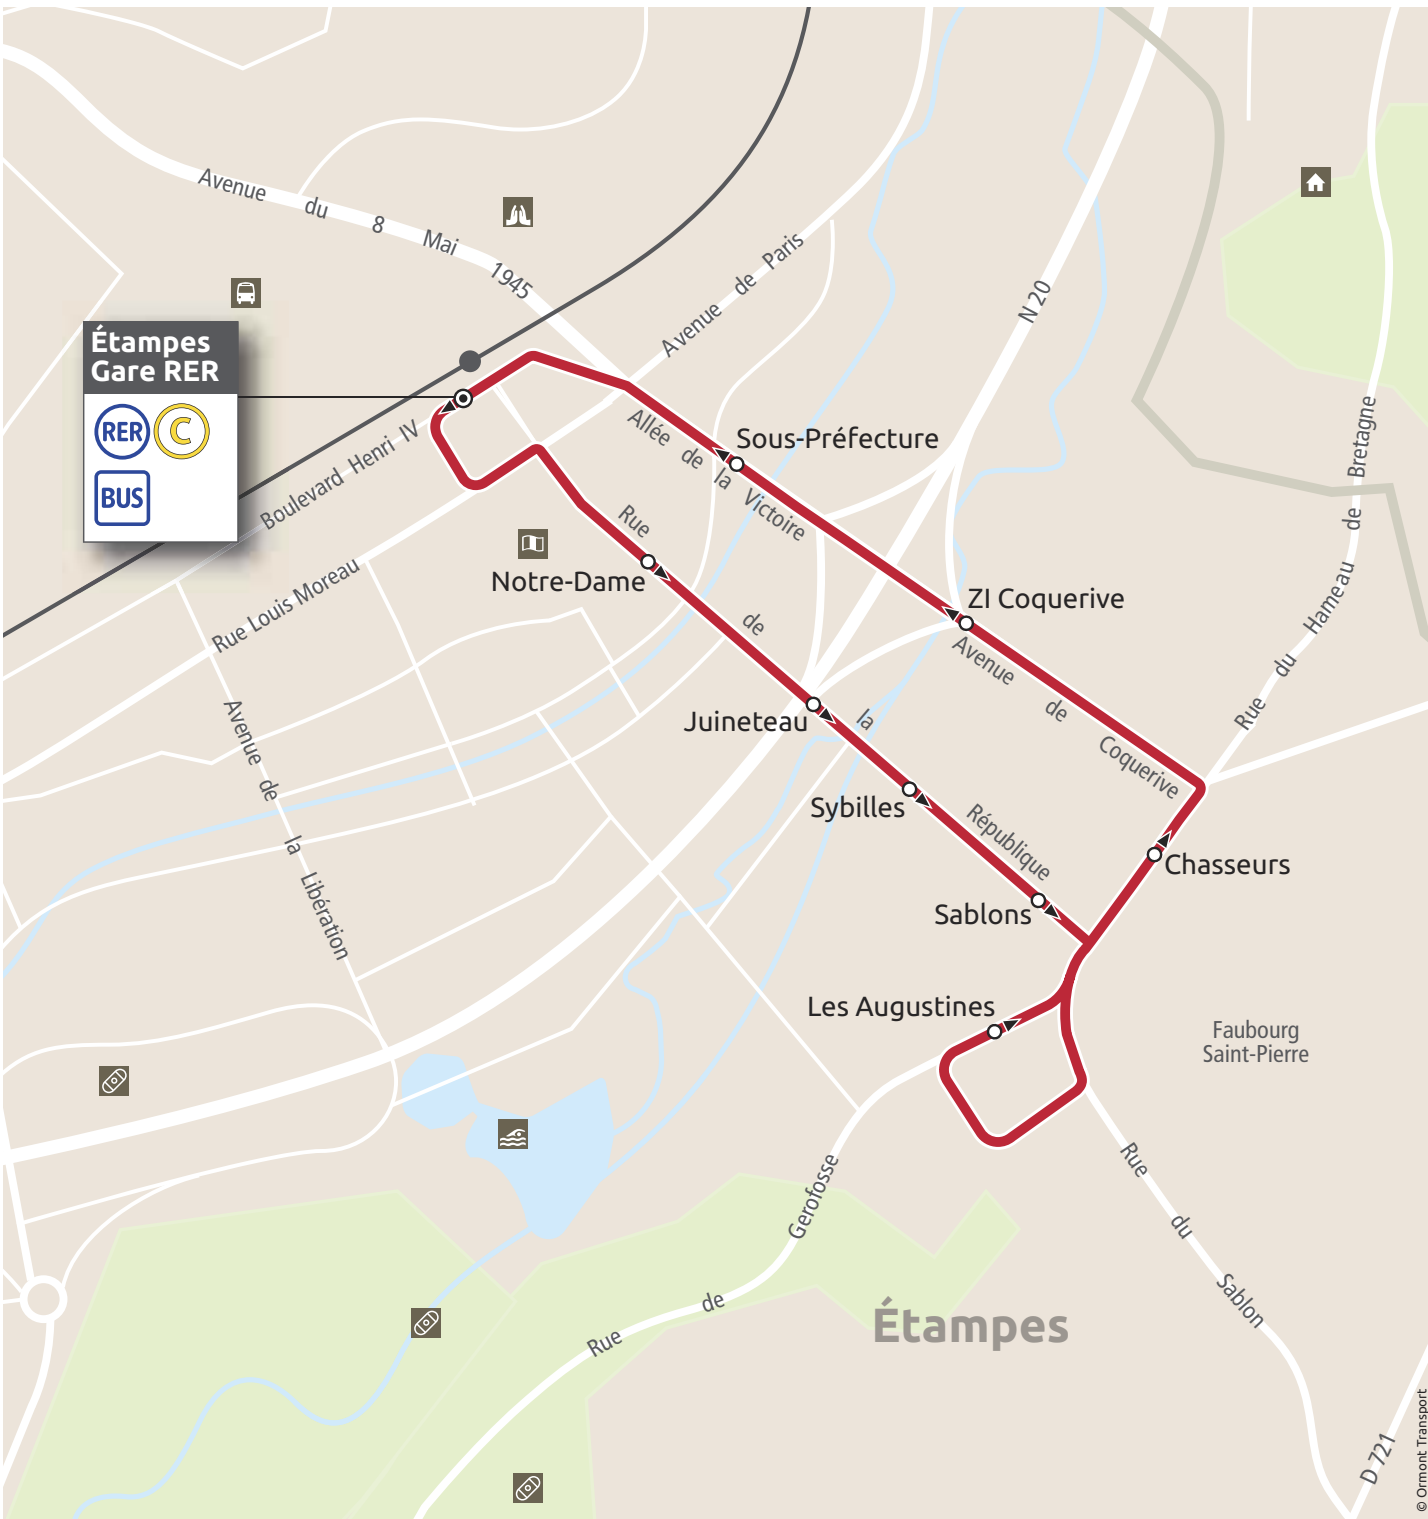 Avenue du 8 Mai 1945
Avenue de Paris
N 20
Étampes
Gare RER
RER C
BUS
Boulevard Henri IV
Allée de la Victoire
Sous-Préfecture
Rue du Hameau de Bretagne
Rue de la République
Notre-Dame
Rue Louis Moreau
ZI Coquerive
Avenue de Coquerive
Avenue de la Libération
Juineteau
Sybilles
Chasseurs
Sablons
Les Augustines
Faubourg
Saint-Pierre
Rue de Gerofosse
Rue du Sablon
Étampes
D 721
© Ormont Transport